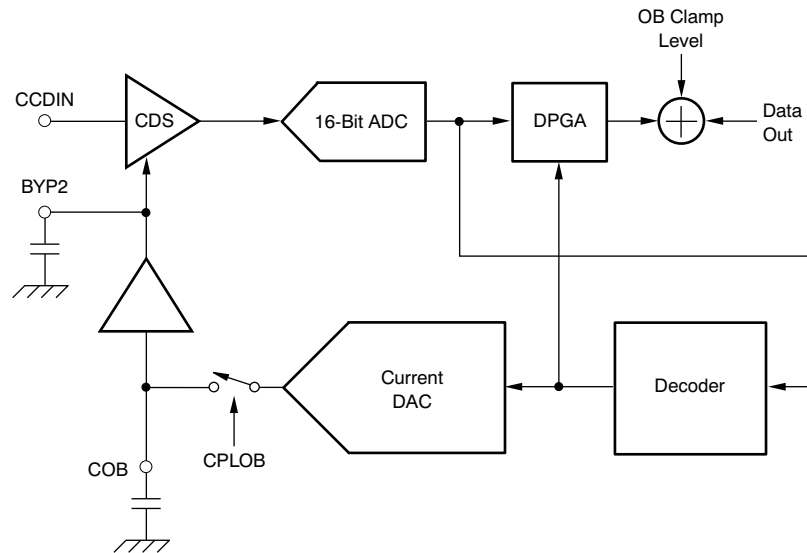 OB Clamp
Level
CCDIN
CDS
16-Bit ADC
DPGA
Data
Out
BYP2
Current
DAC
Decoder
COB
CPLOB